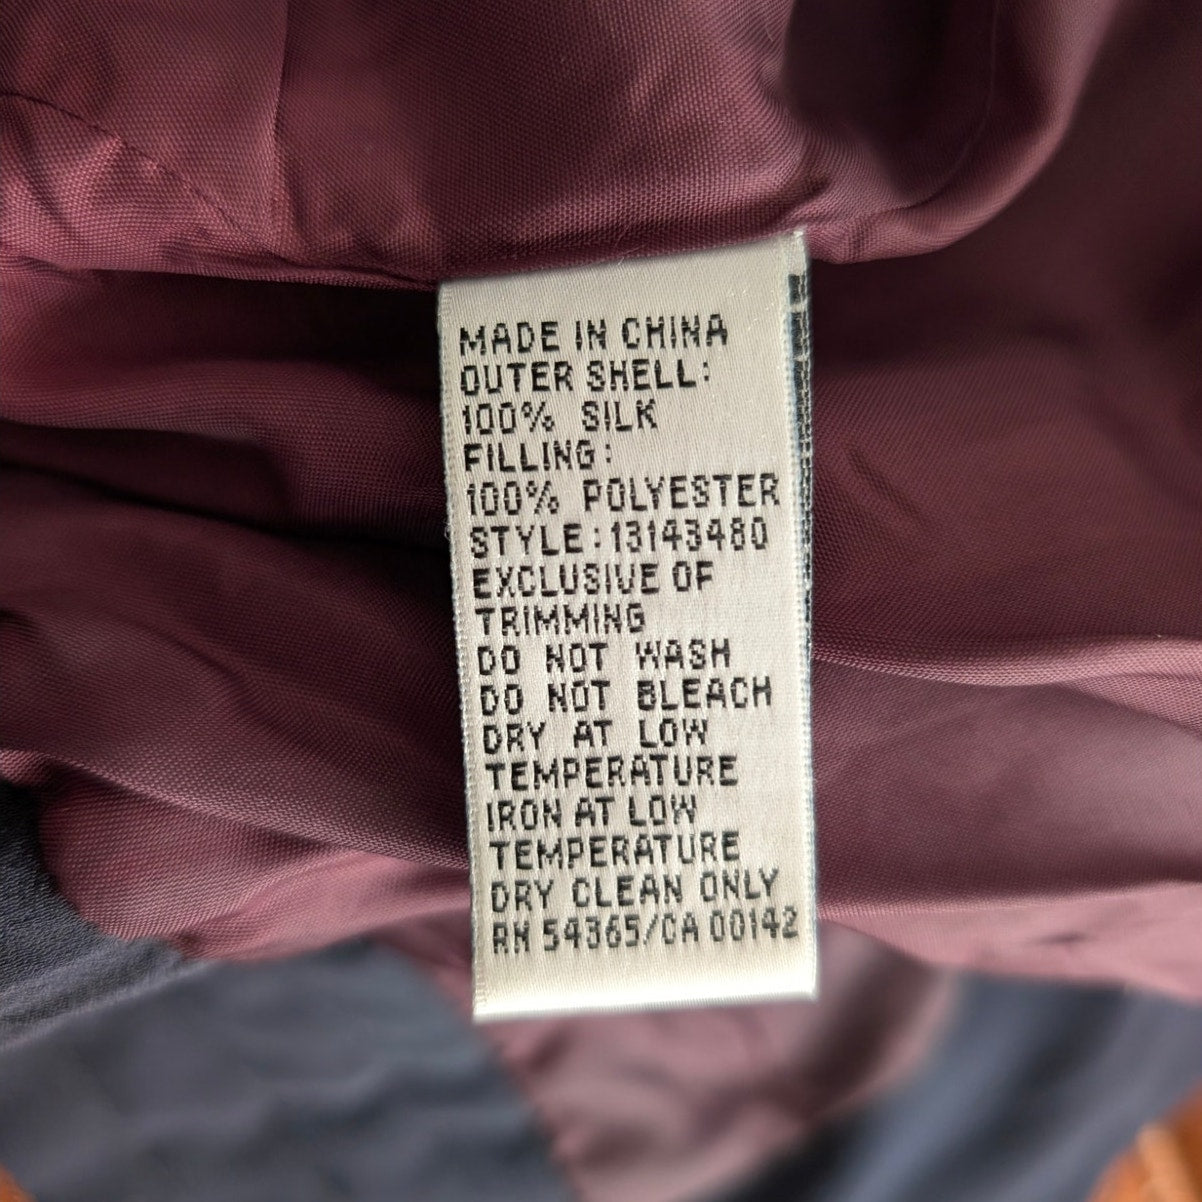 MADE IN CHINA
OUTER SHELL:
100% SILK
FILLING:
100% POLYESTER
STYLE:13143480
EXCLUSIVE OF
TRIMMING
DO NOT WASH
DO NOT BLEACH
DRY AT LOW
TEMPERATURE
IRON AT LOW
TEMPERATURE
DRY CLEAN ONLY
RN 54365/CA 00142